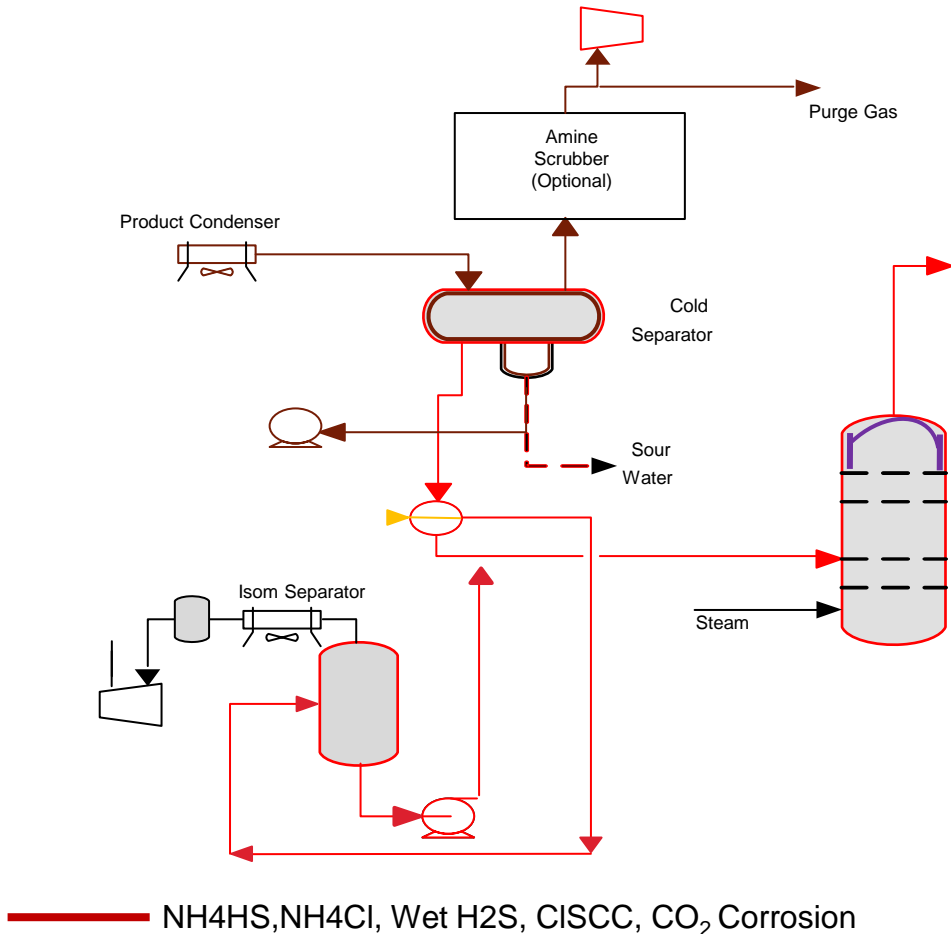 Purge Gas
Amine
Scrubber
(Optional)
Product Condenser
Cold
Separator
Sour
Water
Isom Separator
Steam
NH4HS,NH4Cl, Wet H2S, ClSCC, CO₂ Corrosion